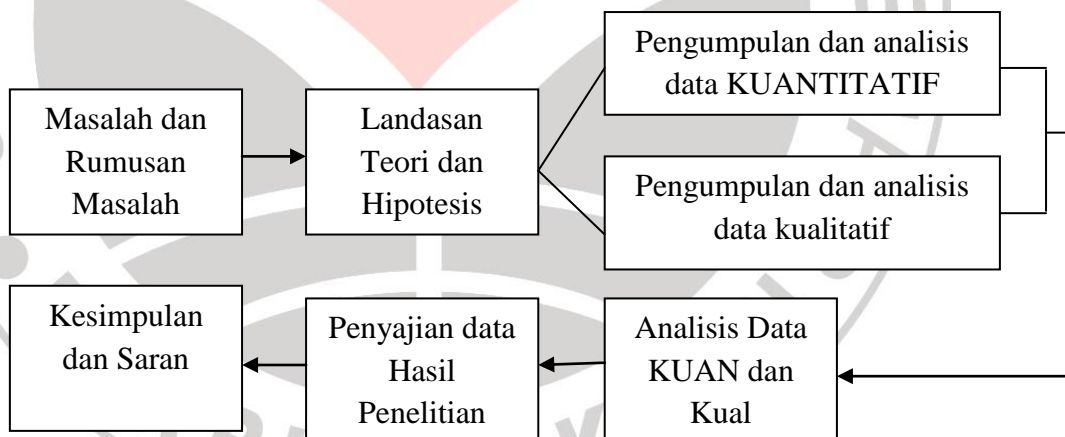 Masalah dan
Rumusan
Masalah
Landasan
Teori dan
Hipotesis
Pengumpulan dan analisis
data KUANTITATIF
Pengumpulan dan analisis
data kualitatif
Kesimpulan
dan Saran
Penyajian data
Hasil
Penelitian
Analisis Data
KUAN dan
Kual